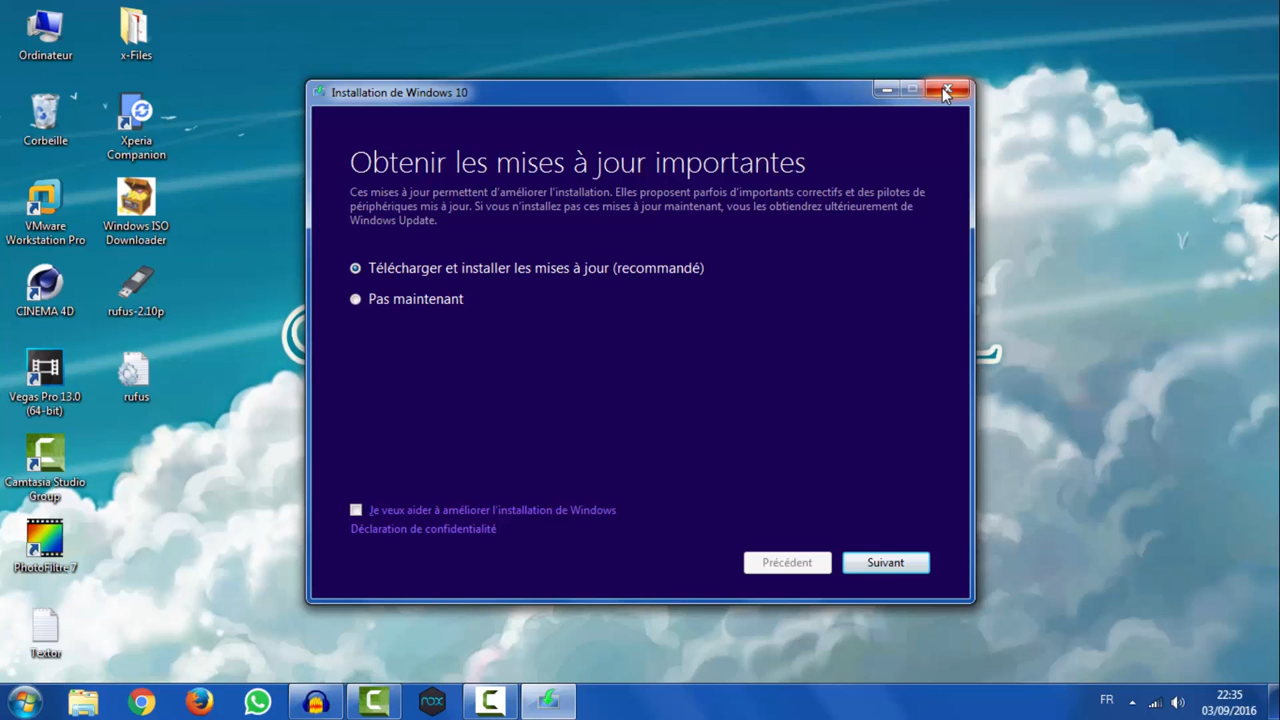 Ordinateur
x-Files
Corbeille
Xperia
Companion
VMware
Workstation Pro
Windows ISO
Downloader
CINEMA 4D
rufus-2.10p
Vegas Pro 13.0
(64-bit)
rufus
Camtasia Studio
Group
PhotoFiltre 7
Textor
Installation de Windows 10
Obtenir les mises à jour importantes
Ces mises à jour permettent d'améliorer l'installation. Elles proposent parfois d'importants correctifs et des pilotes de
périphériques mis à jour. Si vous n'installez pas ces mises à jour maintenant, vous les obtiendrez ultérieurement de
Windows Update.
Télécharger et installer les mises à jour (recommandé)
Pas maintenant
Je veux aider à améliorer l'installation de Windows
Déclaration de confidentialité
Précédent
Suivant
nox
FR
22:35
03/09/2016